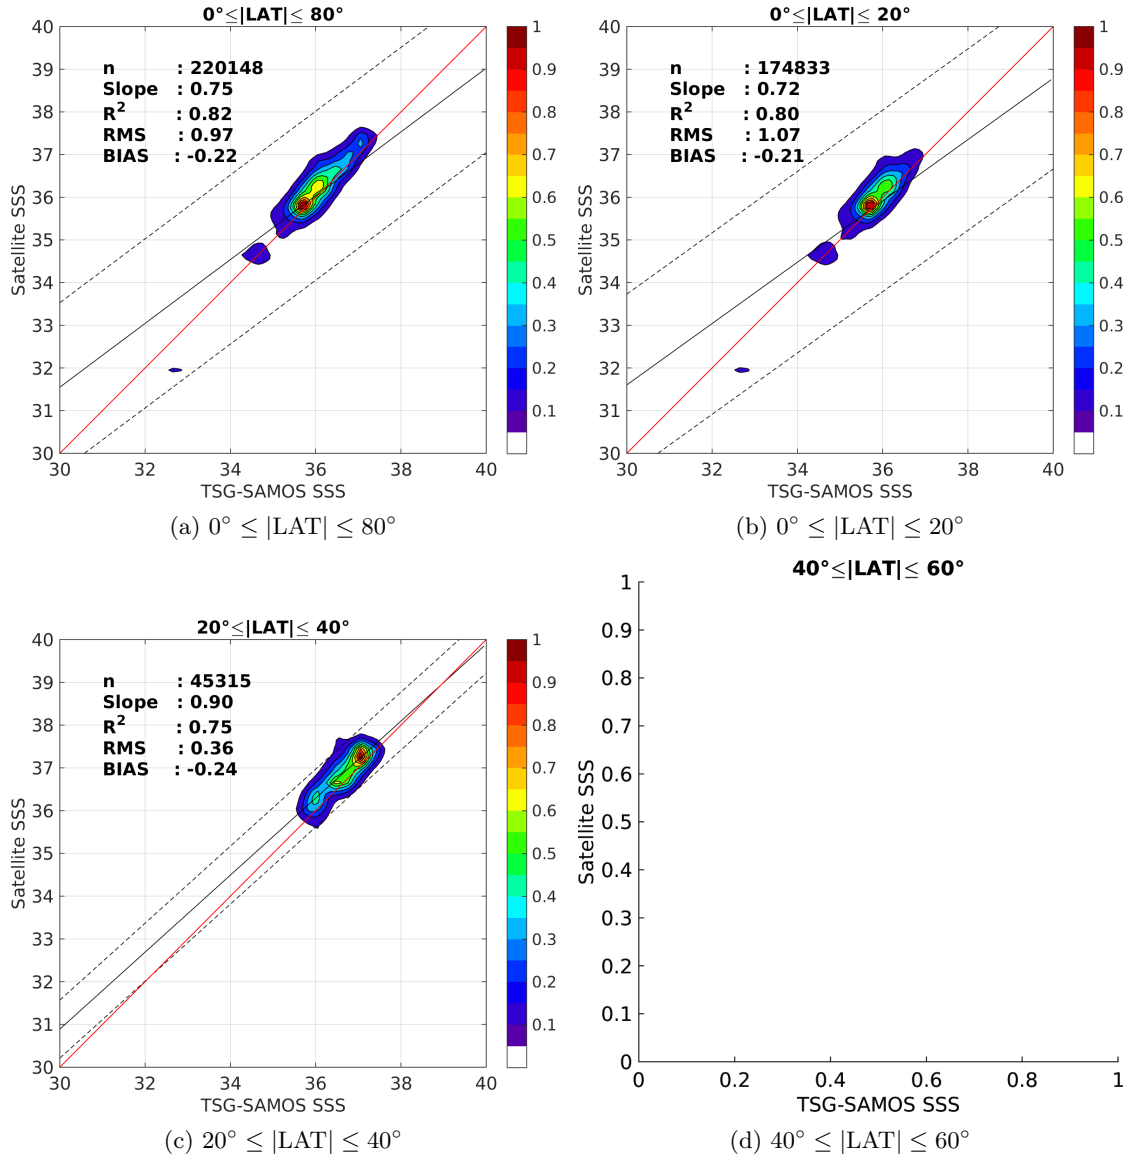 0°≤|LAT|≤ 80°
n : 220148
Slope : 0.75
R2 : 0.82
RMS : 0.97
BIAS : -0.22
40
39
38
37
36
35
34
33
32
31
30
Satellite SSS
30 32 34 36 38 40
TSG-SAMOS SSS
1
0.9
0.8
0.7
0.6
0.5
0.4
0.3
0.2
0.1
(a) 0° ≤ |LAT| ≤ 80°
0°≤|LAT|≤ 20°
n : 174833
Slope : 0.72
R2 : 0.80
RMS : 1.07
BIAS : -0.21
40
39
38
37
36
35
34
33
32
31
30
Satellite SSS
30 32 34 36 38 40
TSG-SAMOS SSS
1
0.9
0.8
0.7
0.6
0.5
0.4
0.3
0.2
0.1
(b) 0° ≤ |LAT| ≤ 20°
20°≤|LAT|≤ 40°
n : 45315
Slope : 0.90
R2 : 0.75
RMS : 0.36
BIAS : -0.24
40
39
38
37
36
35
34
33
32
31
30
Satellite SSS
30 32 34 36 38 40
TSG-SAMOS SSS
1
0.9
0.8
0.7
0.6
0.5
0.4
0.3
0.2
0.1
(c) 20° ≤ |LAT| ≤ 40°
40°≤|LAT|≤ 60°
1
0.9
0.8
0.7
0.6
0.5
0.4
0.3
0.2
0.1
0
Satellite SSS
0 0.2 0.4 0.6 0.8 1
TSG-SAMOS SSS
(d) 40° ≤ |LAT| ≤ 60°